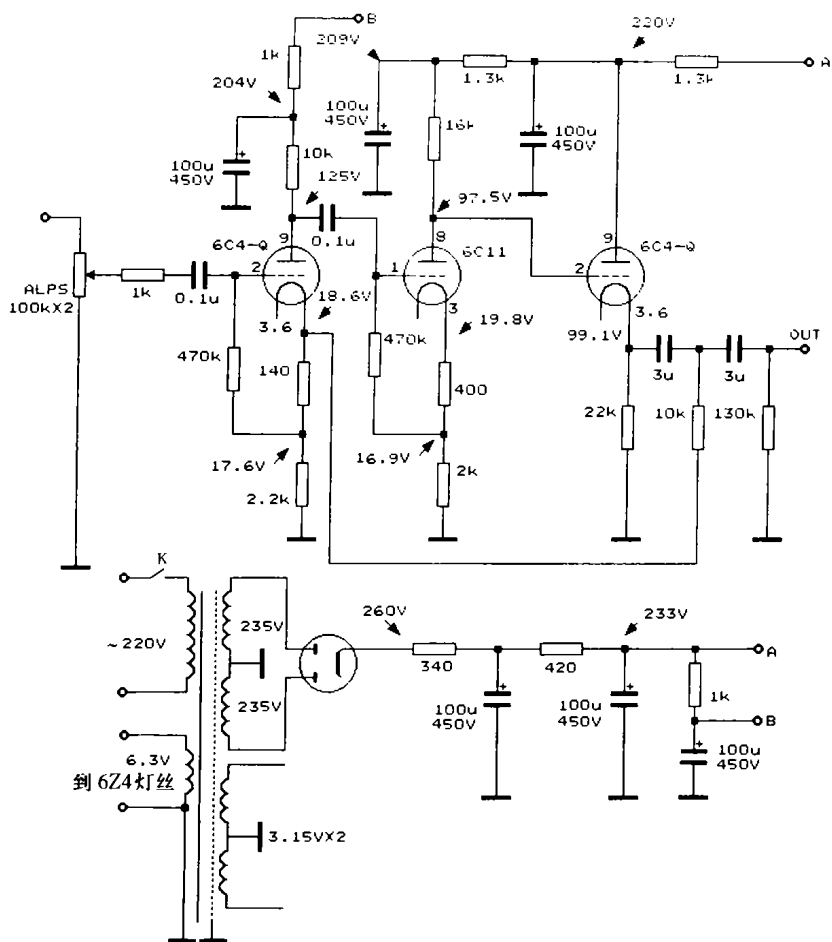 B
209V
220V
1k
A
1.3k
1.3k
204V
100u
450V
16k
100u
450V
100u
450V
10k
125V
97.5V
0.1u
9
8
9
6C4-Q
6C11
6C4-Q
2
1
2
ALPS
100kX2
1k
0.1u
18.6V
3.6
3
19.8V
3.6
99.1V
OUT
470k
470k
140
400
3u
3u
22k
10k
130k
17.6V
16.9V
2.2k
2k
K
~220V
235V
235V
260V
233V
340
420
A
1k
100u
450V
100u
450V
B
100u
450V
6.3V
到 6Z4 灯丝
3.15VX2